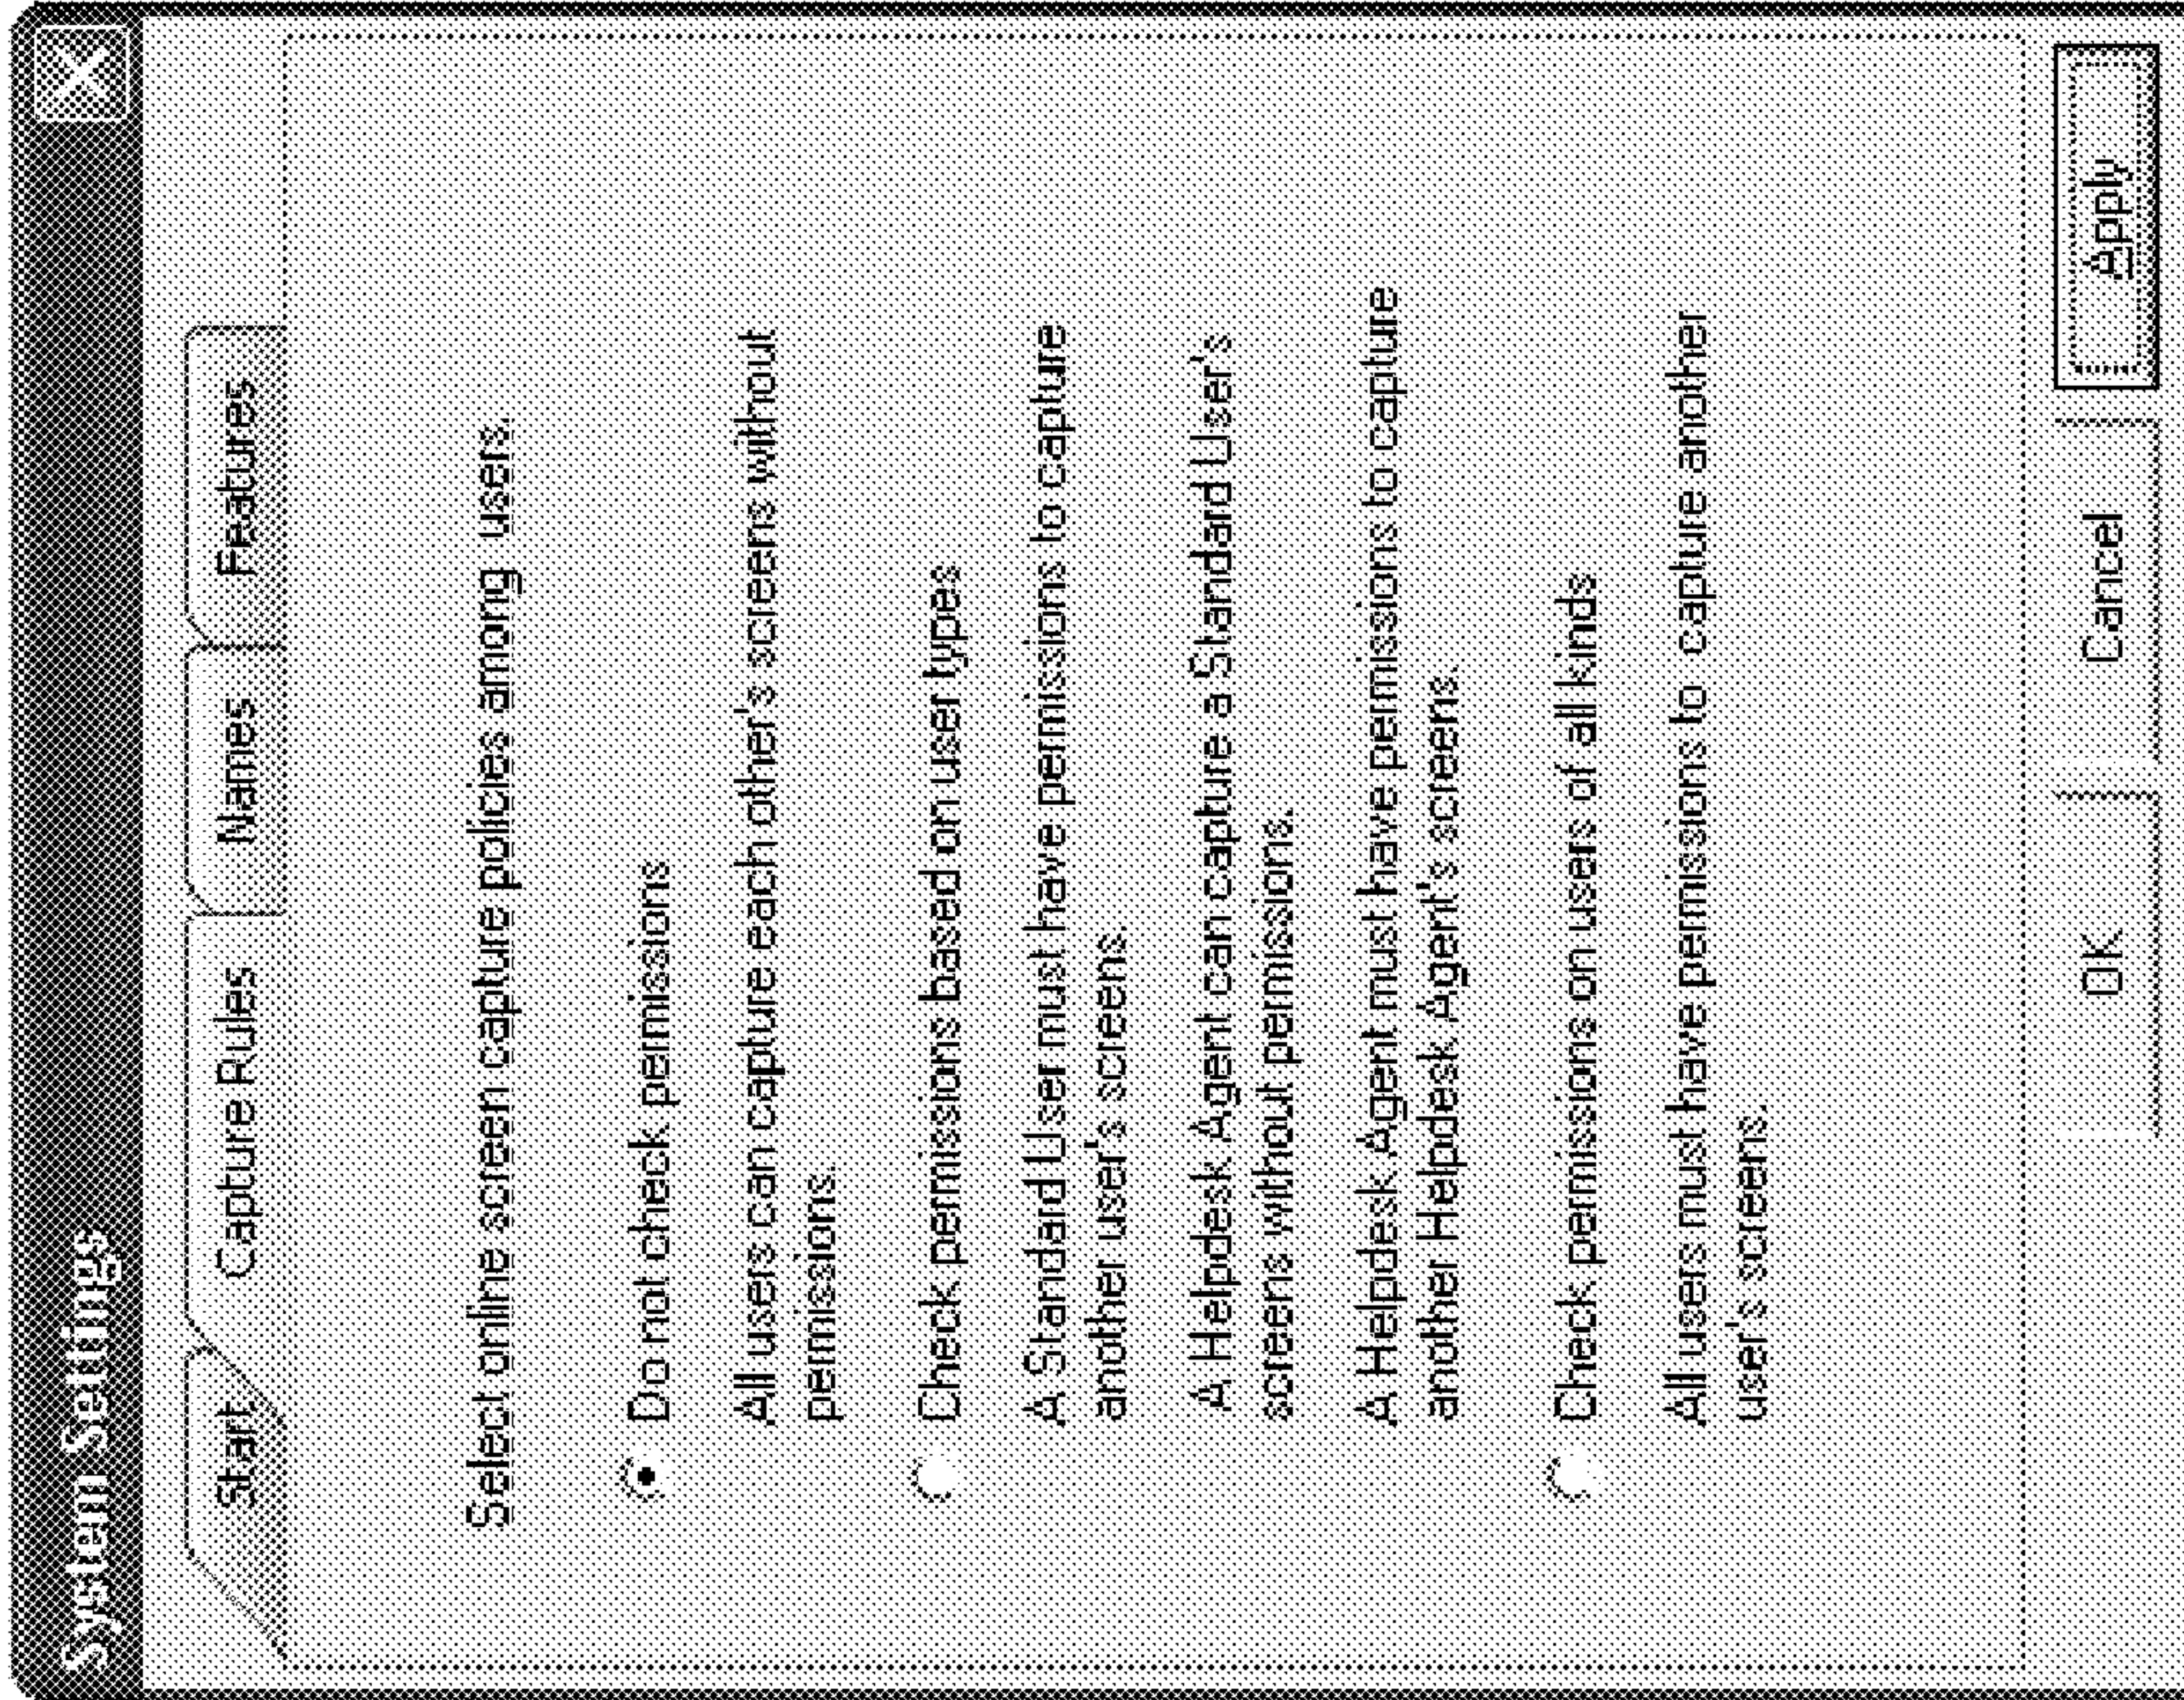 System Settings
Start Capture Rules Names Features
Select online screen capture policies among users.
Do not check permissions
All users can capture each other's screens without
permissions.
Check permissions based on user types
A Standard User must have permissions to capture
another user's screens.
A Helpdesk Agent can capture a Standard User's
screens without permissions.
A Helpdesk Agent must have permissions to capture
another Helpdesk Agent's screens.
Check permissions on users of all kinds
All users must have permissions to capture another
user's screens.
OK Cancel Apply